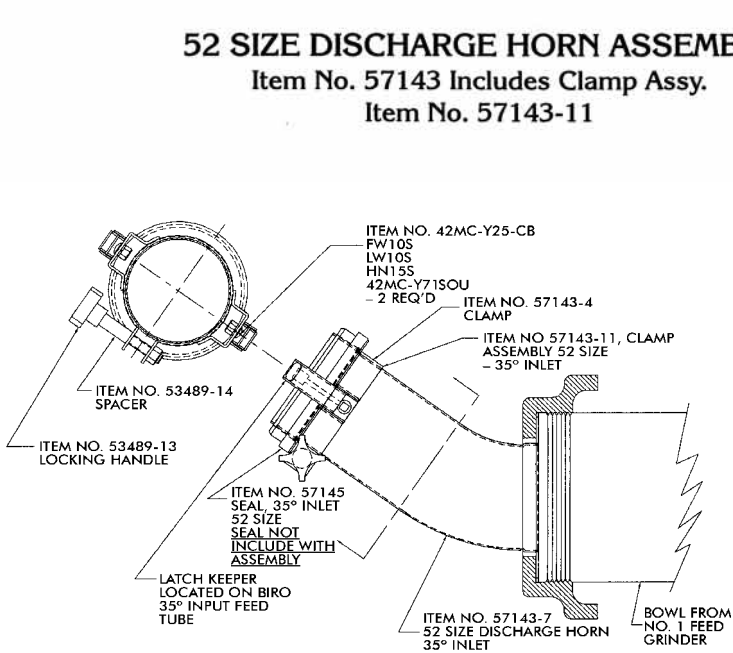 52 SIZE DISCHARGE HORN ASSEMB
Item No. 57143 Includes Clamp Assy.
Item No. 57143-11
ITEM NO. 42MC-Y25-CB
FW10S
LW10S
HN15S
42MC-Y71SOU
– 2 REQ'D
ITEM NO. 57143-4
CLAMP
ITEM NO 57143-11, CLAMP
ASSEMBLY 52 SIZE
– 35° INLET
ITEM NO. 53489-14
SPACER
ITEM NO. 53489-13
LOCKING HANDLE
ITEM NO. 57145
SEAL, 35° INLET
52 SIZE
SEAL NOT
INCLUDE WITH
ASSEMBLY
LATCH KEEPER
LOCATED ON BIRO
35° INPUT FEED
TUBE
ITEM NO. 57143-7
52 SIZE DISCHARGE HORN
35° INLET
BOWL FROM
NO. 1 FEED
GRINDER